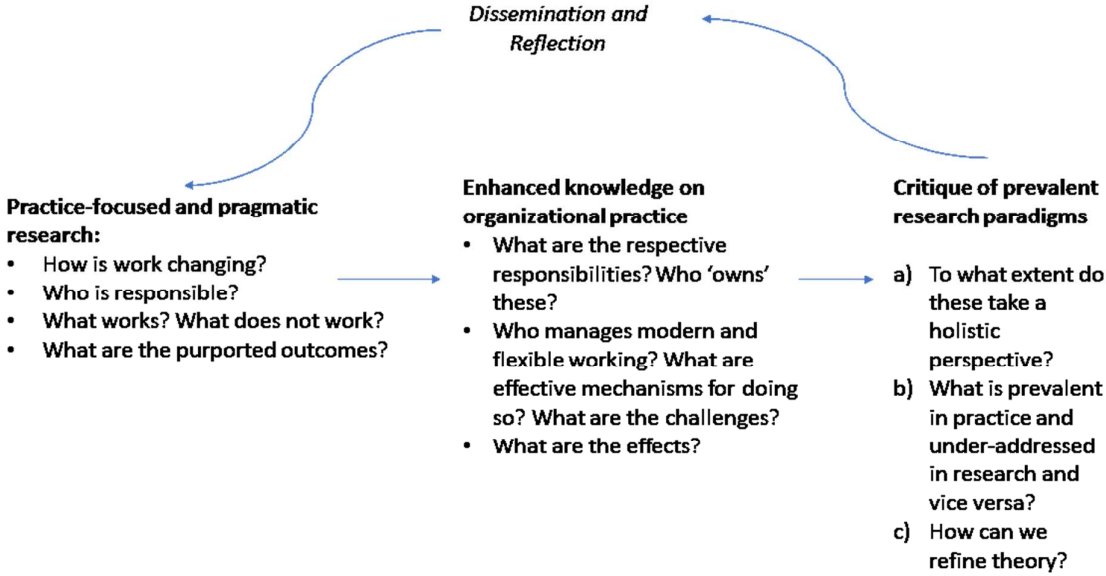 Dissemination and
Reflection
Practice-focused and pragmatic
research:
• How is work changing?
• Who is responsible?
• What works? What does not work?
• What are the purported outcomes?
Enhanced knowledge on
organizational practice
• What are the respective
responsibilities? Who ‘owns’
these?
• Who manages modern and
flexible working? What are
effective mechanisms for doing
so? What are the challenges?
• What are the effects?
Critique of prevalent
research paradigms
a) To what extent do
these take a
holistic
perspective?
b) What is prevalent
in practice and
under-addressed
in research and
vice versa?
c) How can we
refine theory?